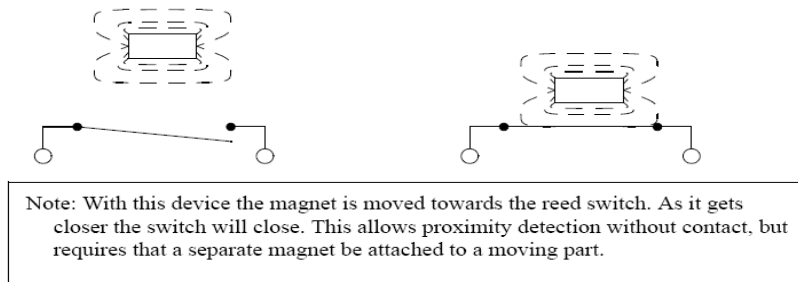 Note: With this device the magnet is moved towards the reed switch. As it gets
closer the switch will close. This allows proximity detection without contact, but
requires that a separate magnet be attached to a moving part.